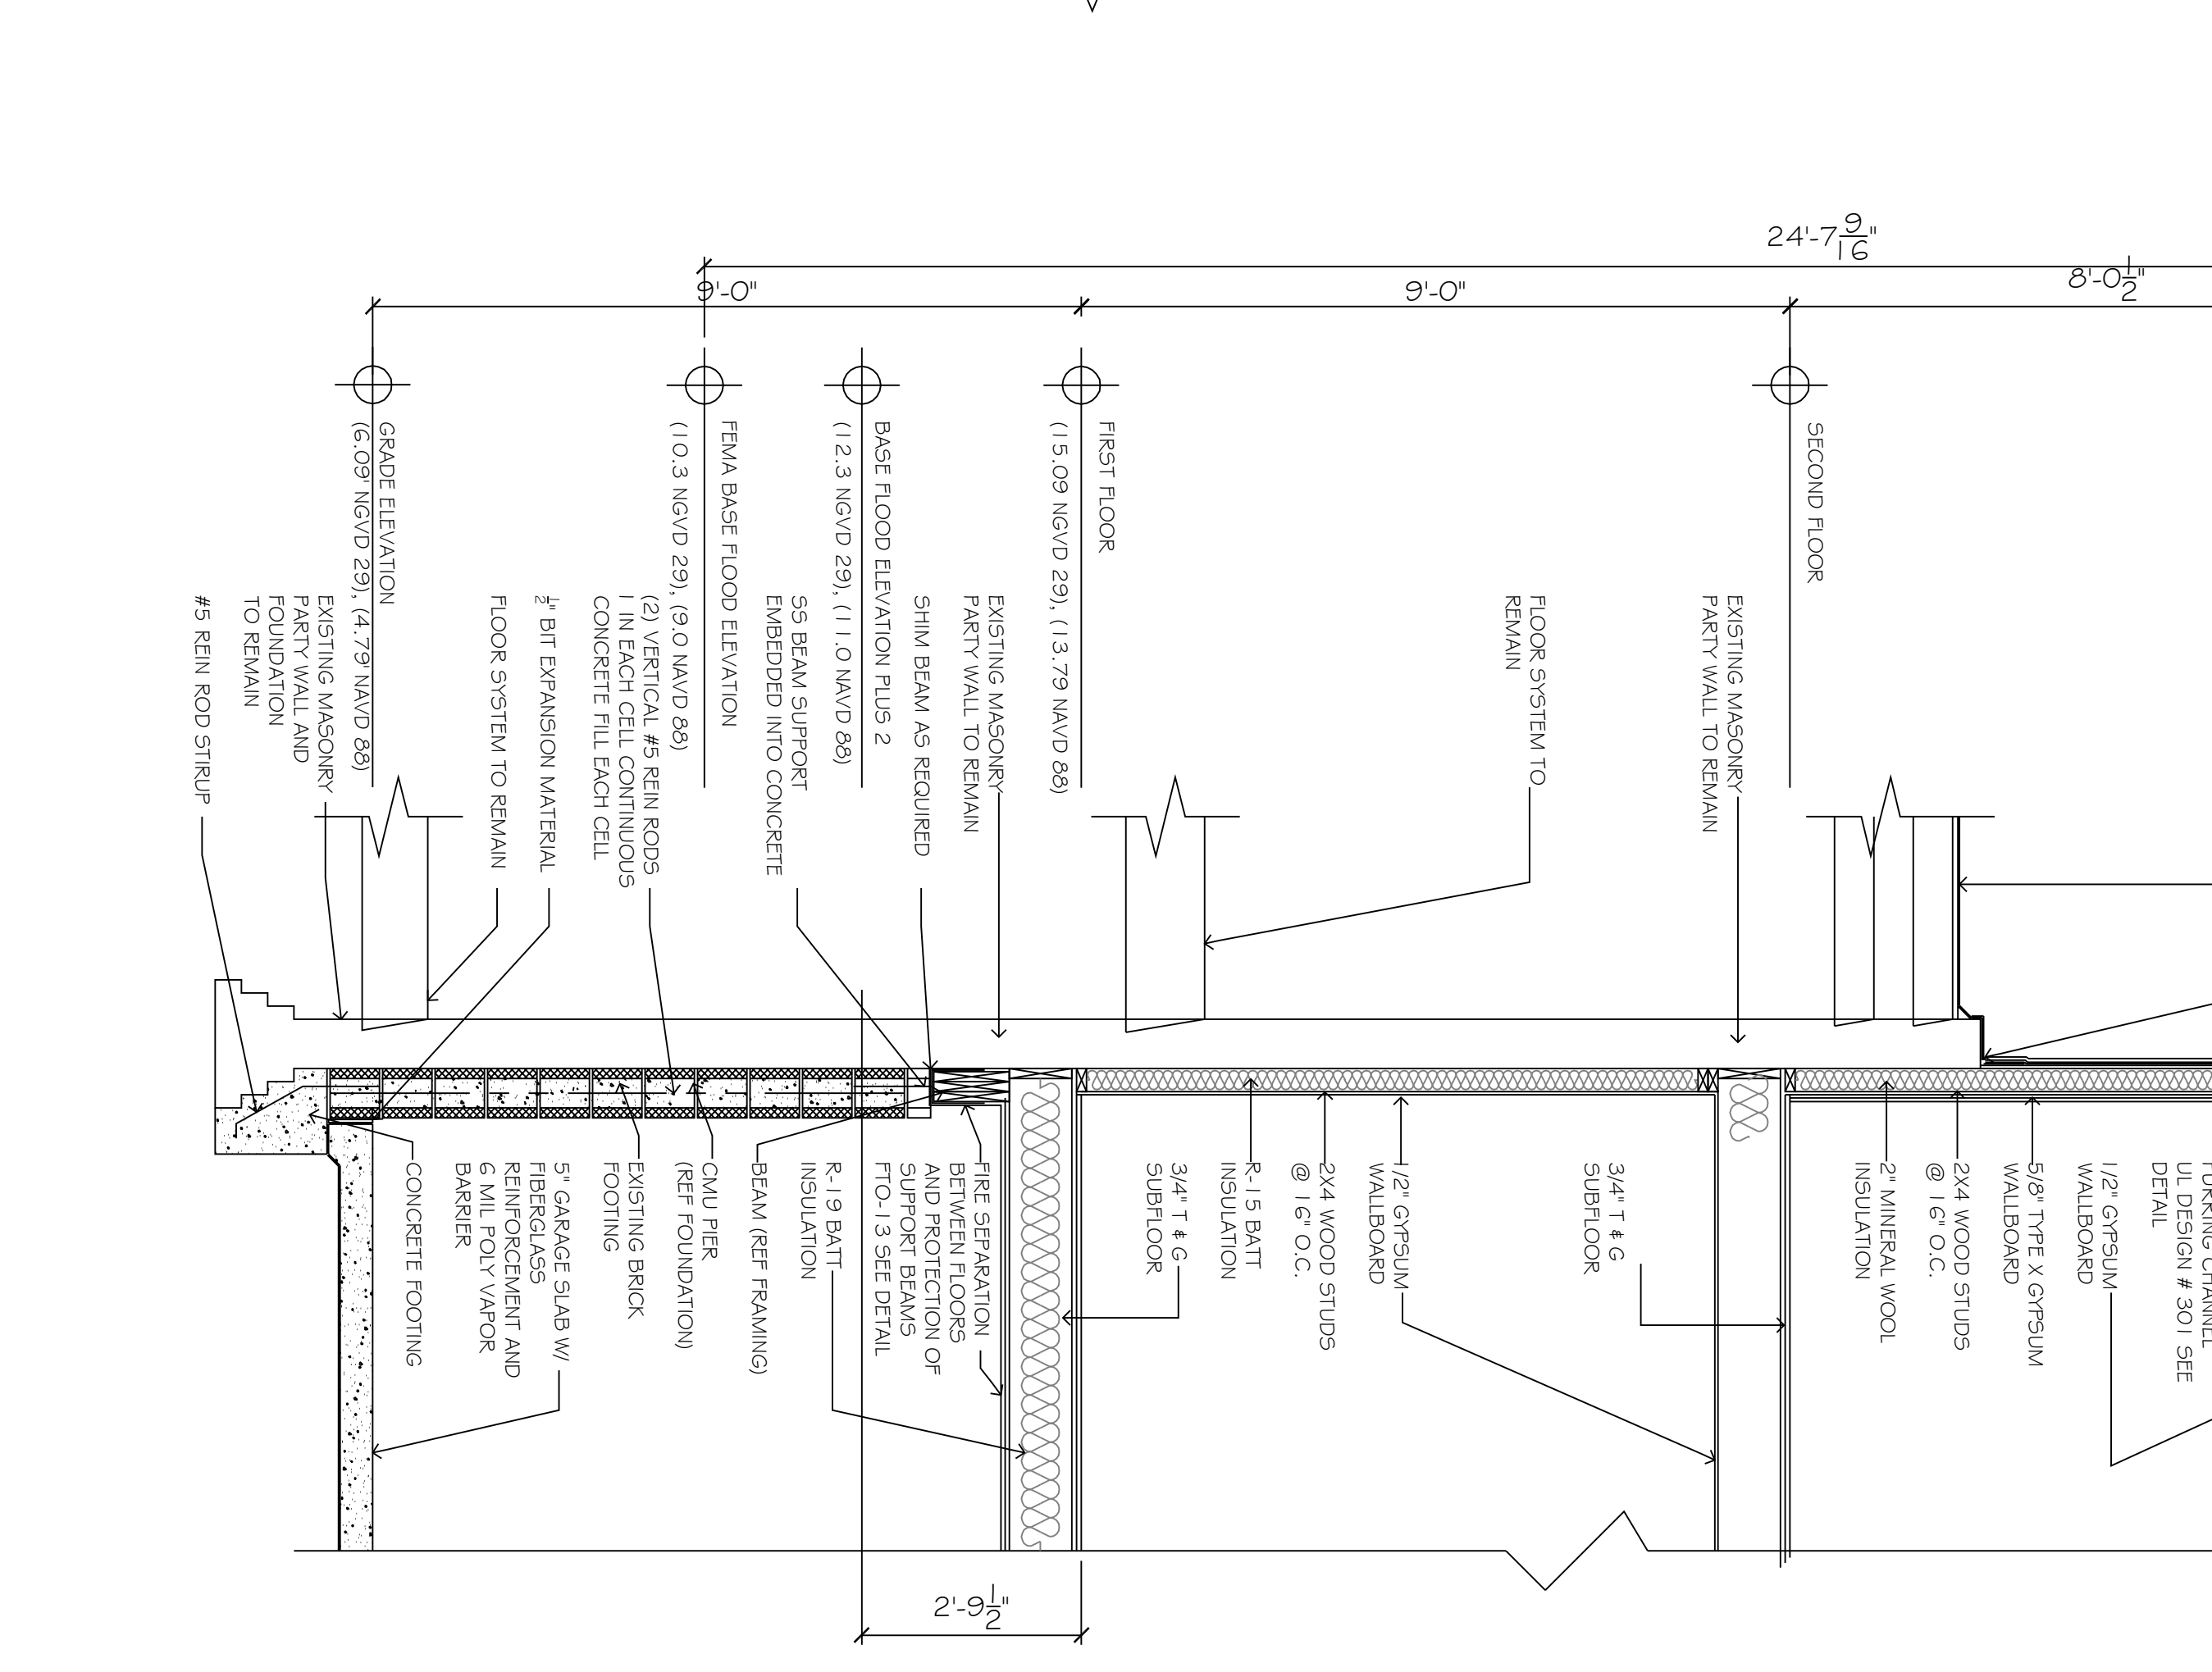 24'-7 9/16"
9'-0"
9'-0"
8'-0 1/2"
SECOND FLOOR
FIRST FLOOR
(15.09 NGVD 29), (13.79 NAVD 88)
BASE FLOOD ELEVATION PLUS 2
(12.3 NGVD 29), (11.0 NAVD 88)
FEMA BASE FLOOD ELEVATION
(10.3 NGVD 29), (9.0 NAVD 88)
GRADE ELEVATION
(6.09' NGVD 29), (4.79' NAVD 88)
EXISTING MASONRY
PARTY WALL TO REMAIN
FLOOR SYSTEM TO
REMAIN
EXISTING MASONRY
PARTY WALL TO REMAIN
SHIM BEAM AS REQUIRED
SS BEAM SUPPORT
EMBEDDED INTO CONCRETE
(2) VERTICAL #5 REIN RODS
1 IN EACH CELL CONTINUOUS
CONCRETE FILL EACH CELL
1/2" BIT EXPANSION MATERIAL
FLOOR SYSTEM TO REMAIN
EXISTING MASONRY
PARTY WALL AND
FOUNDATION
TO REMAIN
#5 REIN ROD STIRUP
FURRING CHANNEL
UL DESIGN # 301 SEE
DETAIL
1/2" GYPSUM
WALLBOARD
5/8" TYPE X GYPSUM
WALLBOARD
2X4 WOOD STUDS
@ 16" O.C.
2" MINERAL WOOL
INSULATION
3/4" T & G
SUBFLOOR
1/2" GYPSUM
WALLBOARD
2X4 WOOD STUDS
@ 16" O.C.
R-15 BATT
INSULATION
3/4" T & G
SUBFLOOR
FIRE SEPARATION
BETWEEN FLOORS
AND PROTECTION OF
SUPPORT BEAMS
FTO-13 SEE DETAIL
R-19 BATT
INSULATION
BEAM (REF FRAMING)
CMU PIER
(REF FOUNDATION)
EXISTING BRICK
FOOTING
5" GARAGE SLAB W/
FIBERGLASS
REINFORCEMENT AND
6 MIL POLY VAPOR
BARRIER
CONCRETE FOOTING
2'-9 1/2"